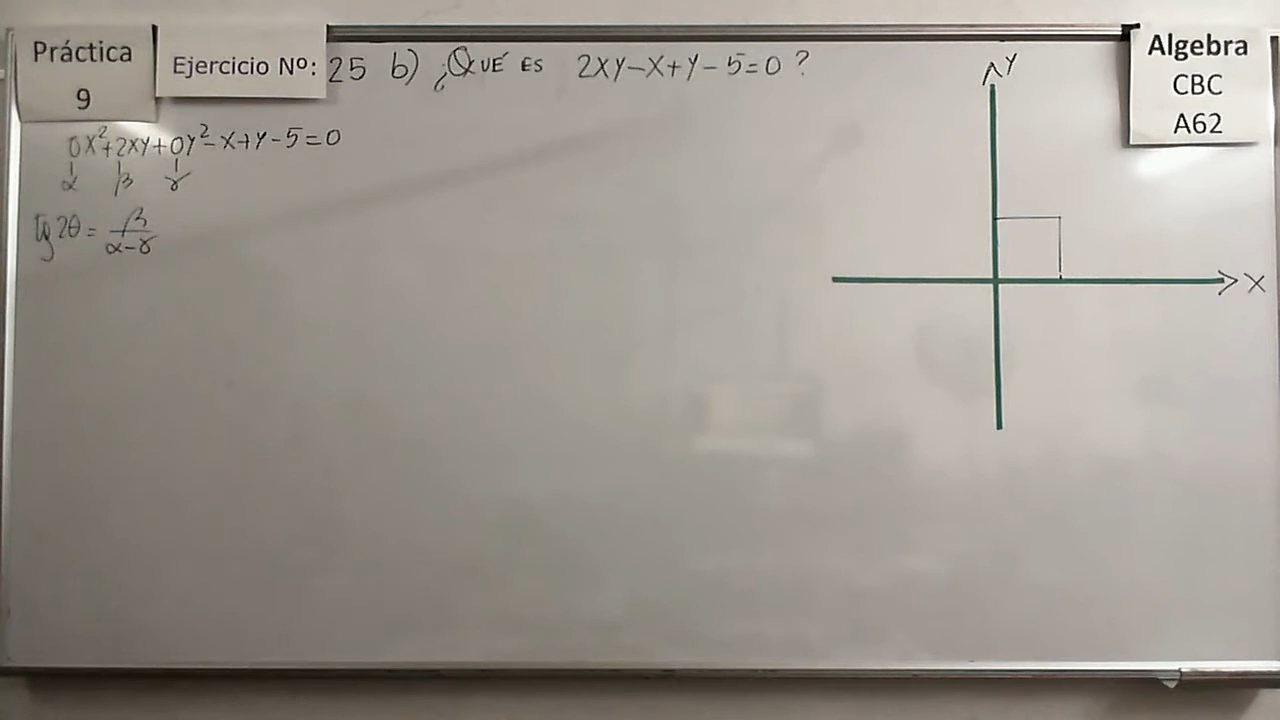 Práctica
9
Ejercicio Nº: 25 b) ¿QUÉ ES 2XY-X+Y-5=0?
Algebra
CBC
A62
0X²+2XY+0Y²-X+Y-5=0
α β γ
tg 2θ = β/(α-γ)
Y
X